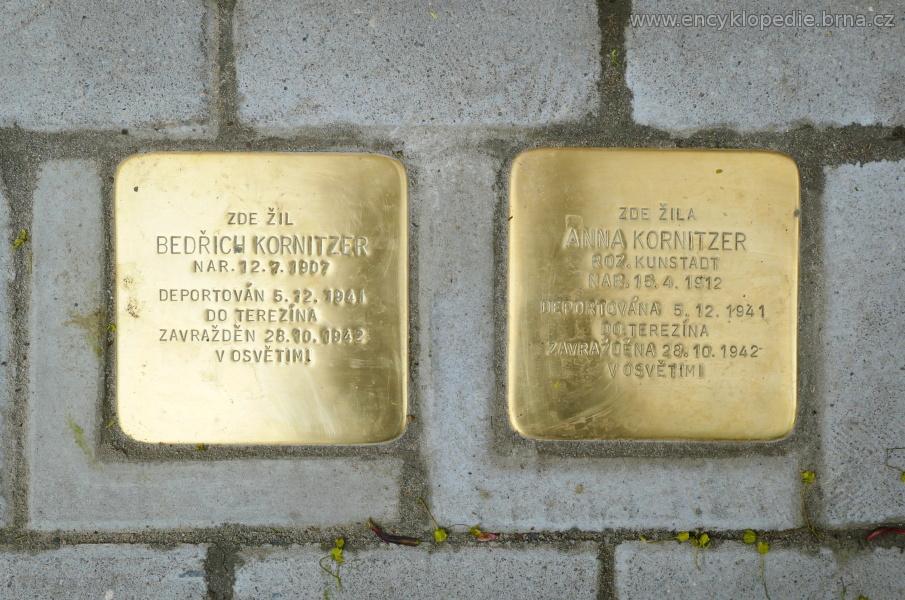 www.encyklopedie.brna.cz
ZDE ŽIL
BEDŘICH KORNITZER
NAR. 12. 7. 1907
DEPORTOVÁN 5. 12. 1941
DO TEREZÍNA
ZAVRAŽDĚN 28. 10. 1942
V OSVĚTIMI
ZDE ŽILA
ANNA KORNITZER
ROZ. KUNSTADT
NAR. 15. 4. 1912
DEPORTOVÁNA 5. 12. 1941
DO TEREZÍNA
ZAVRAŽDĚNA 28. 10. 1942
V OSVĚTIMI